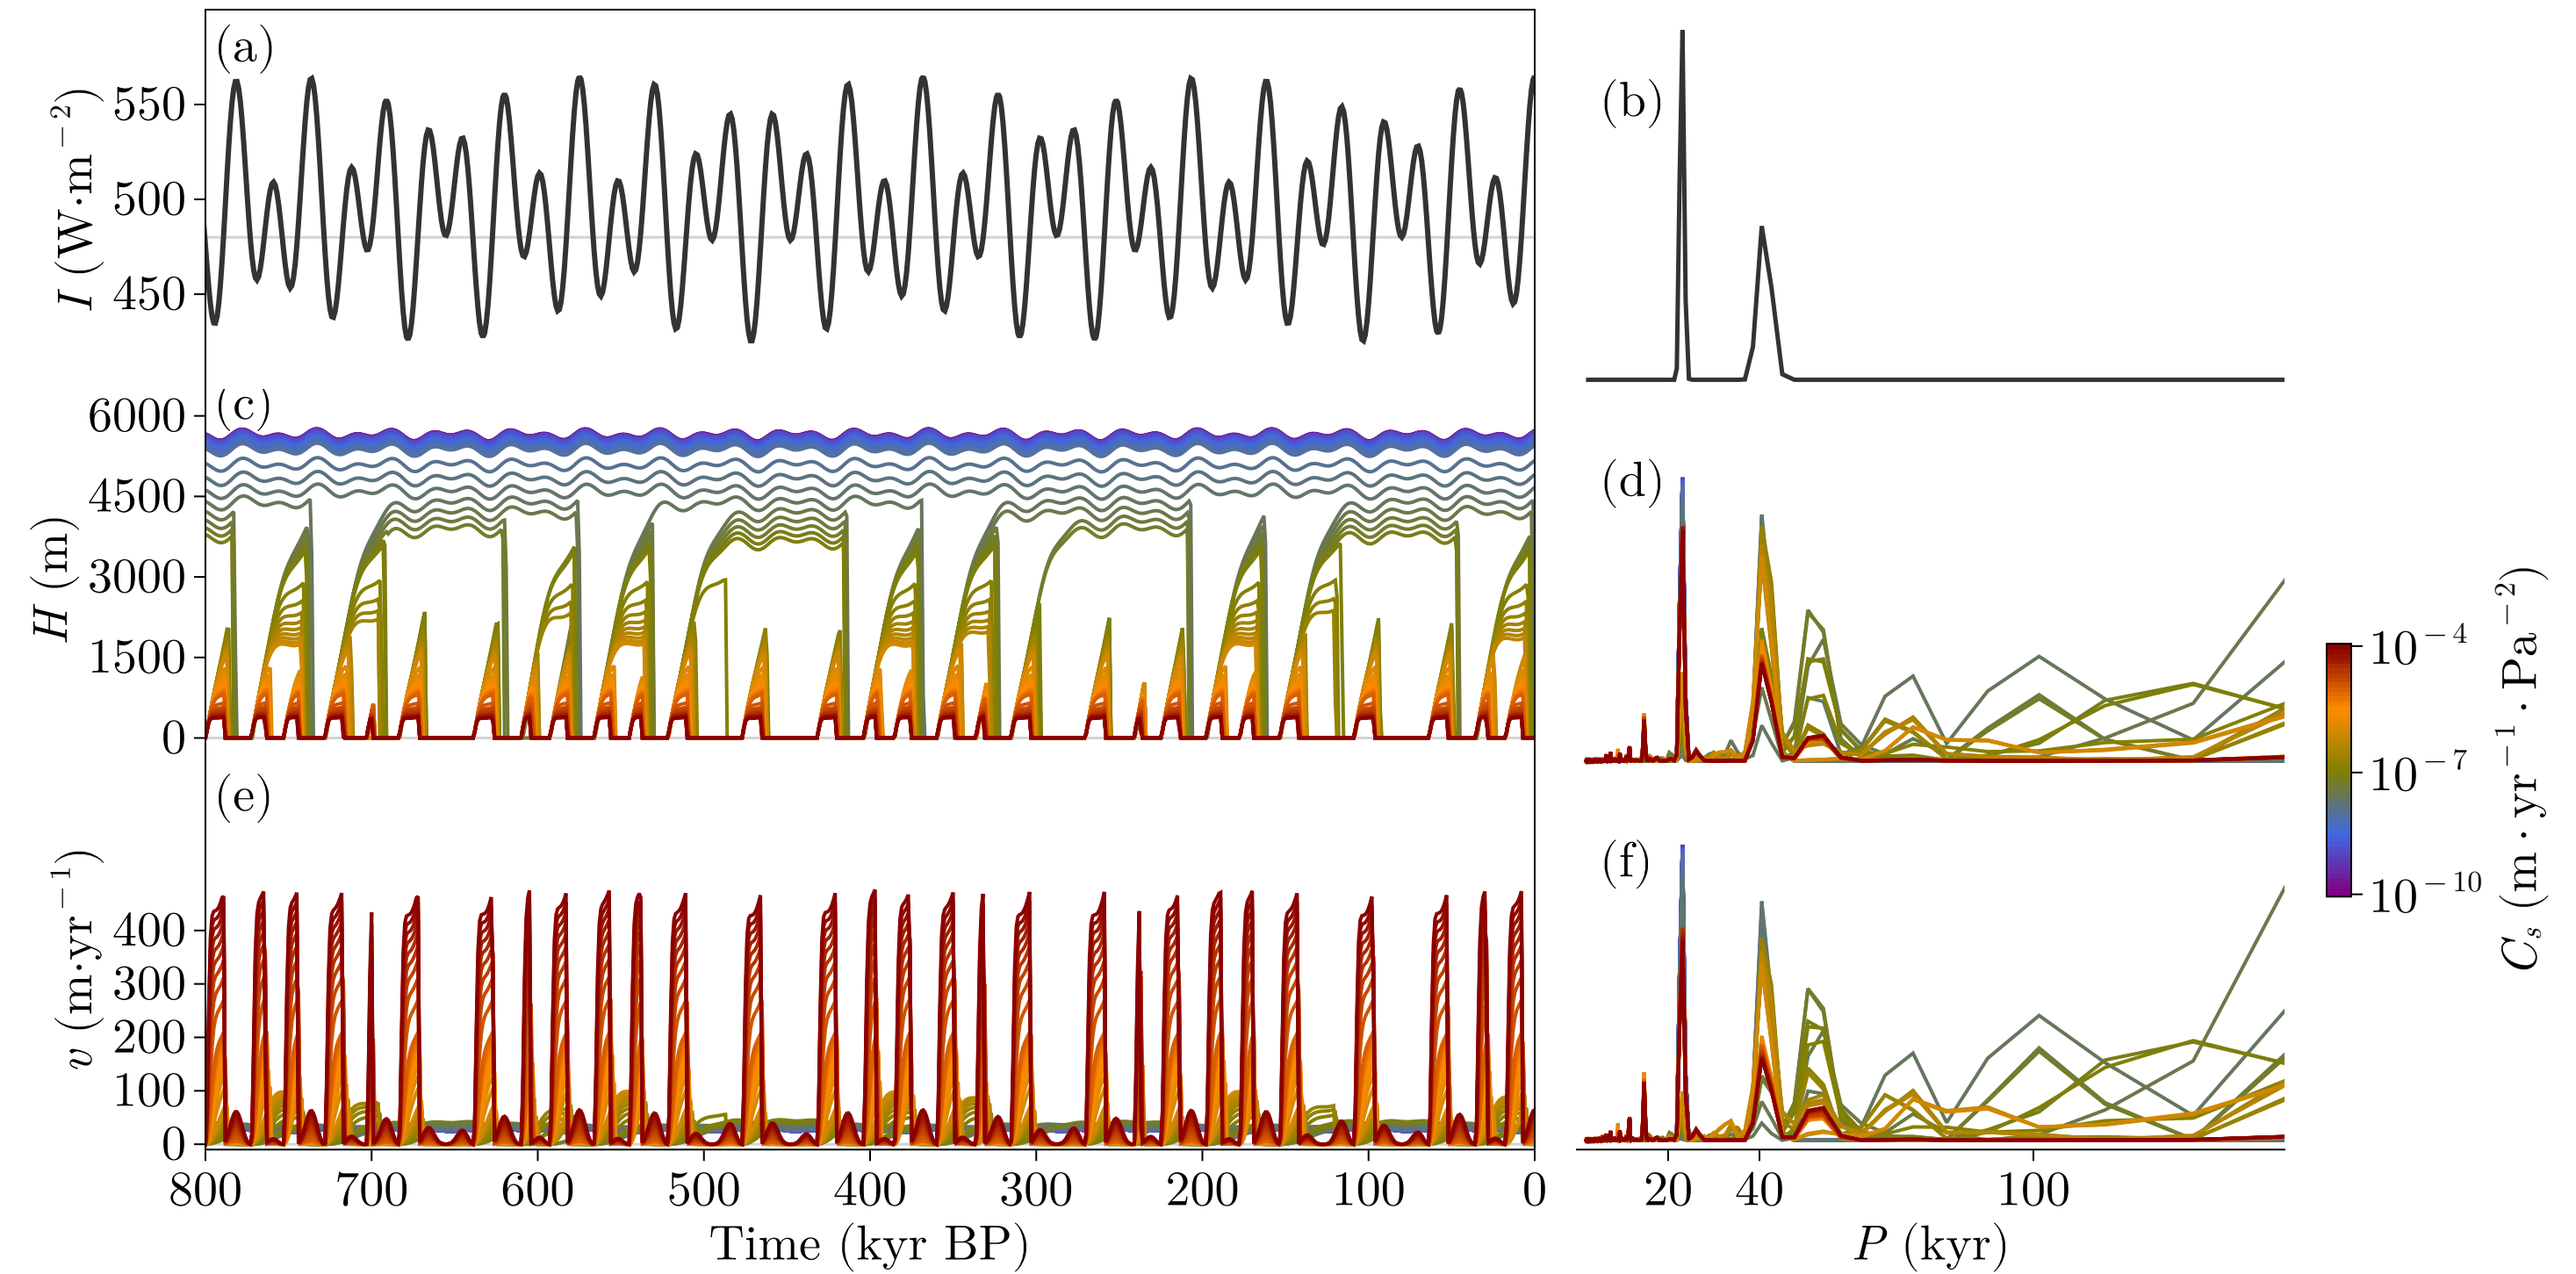 (a)
I (W·m⁻²)
550
500
450
(b)
(c)
H (m)
6000
4500
3000
1500
0
(d)
(e)
v (m·yr⁻¹)
400
300
200
100
0
800 700 600 500 400 300 200 100 0
Time (kyr BP)
(f)
20 40 100
P (kyr)
10⁻⁴
10⁻⁷
10⁻¹⁰
Cₛ (m · yr⁻¹ · Pa⁻²)